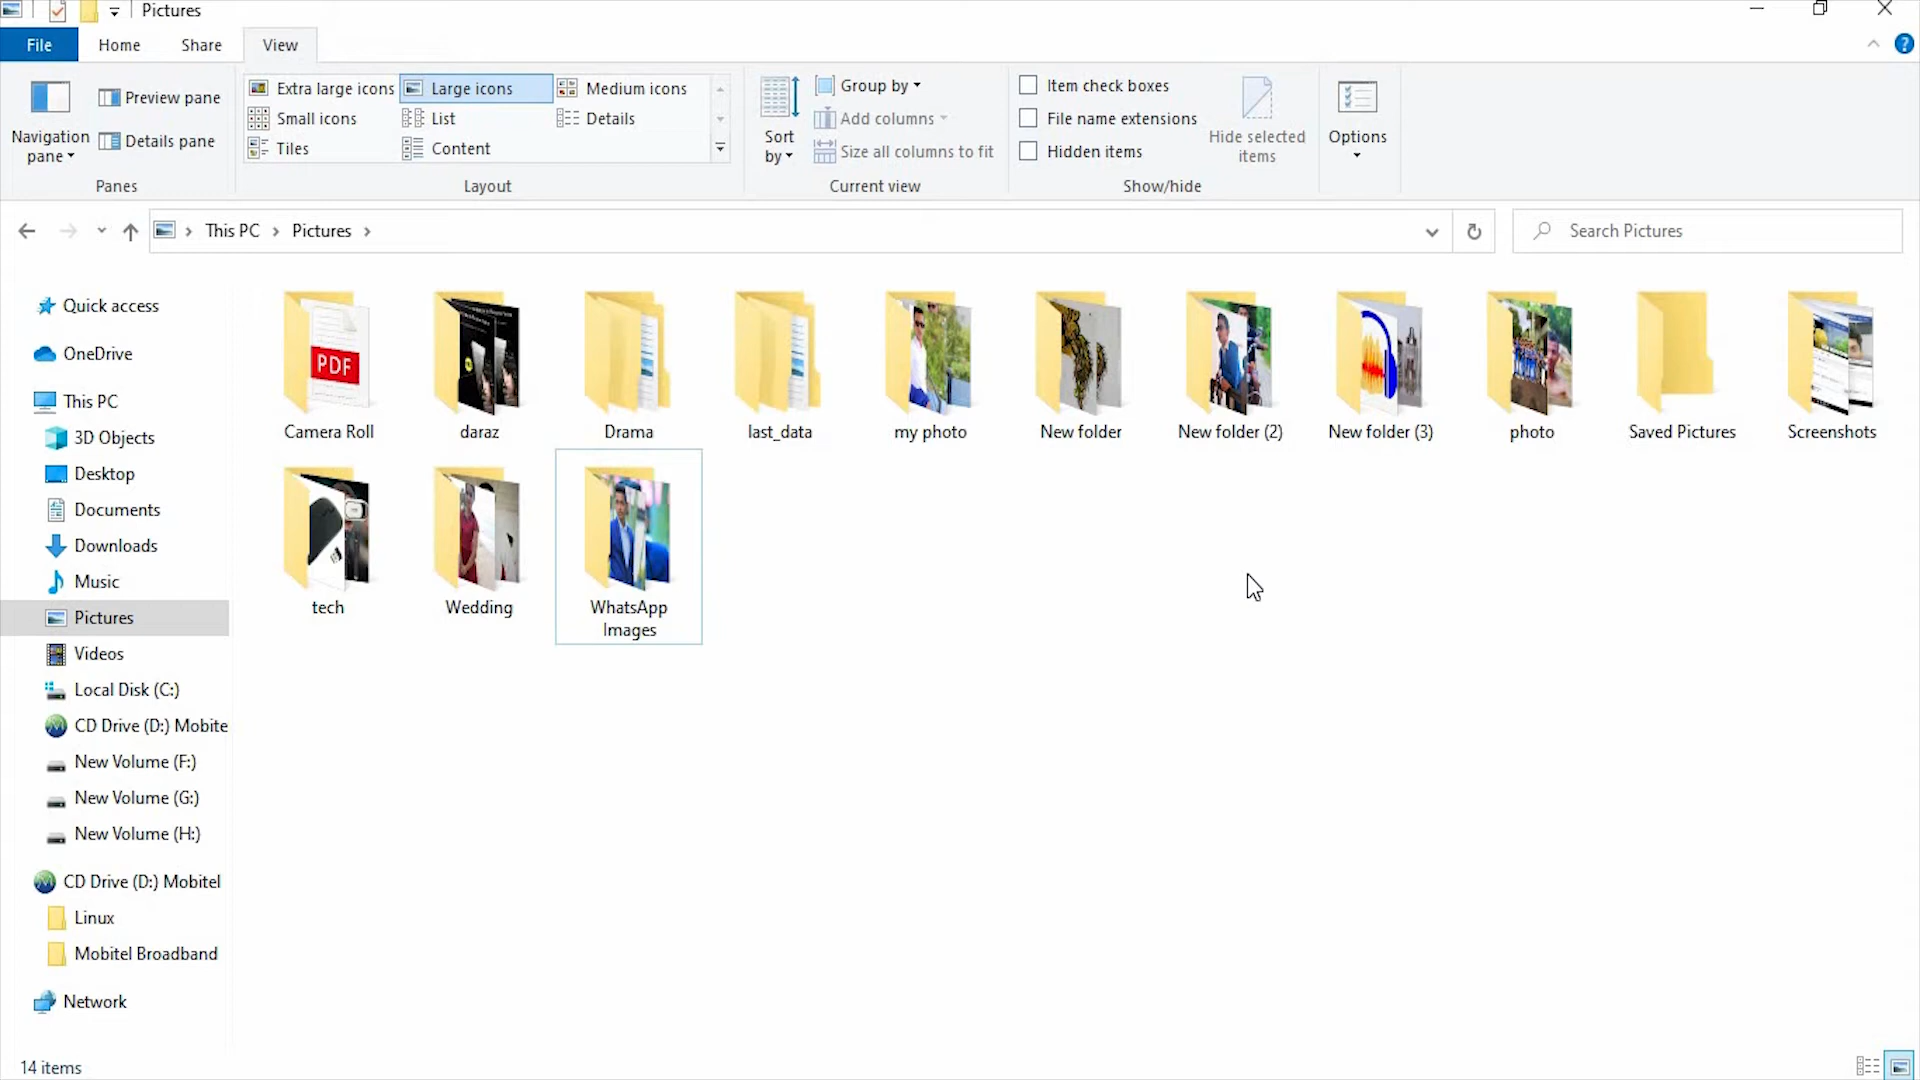 Pictures
File Home Share View
Extra large icons Large icons Medium icons
Preview pane
Group by
Item check boxes
Small icons List Details
Add columns
File name extensions
Navigation pane
Details pane
Tiles Content
Sort by
Size all columns to fit
Hidden items
Hide selected items
Options
Panes Layout Current view Show/hide
This PC Pictures
Search Pictures
Quick access
OneDrive
This PC
3D Objects
Desktop
Documents
Downloads
Music
Pictures
Videos
Local Disk (C:)
CD Drive (D:) Mobite
New Volume (F:)
New Volume (G:)
New Volume (H:)
CD Drive (D:) Mobitel
Linux
Mobitel Broadband
Network
PDF
Camera Roll daraz Drama last_data my photo New folder New folder (2) New folder (3) photo Saved Pictures Screenshots
tech Wedding WhatsApp
Images
14 items